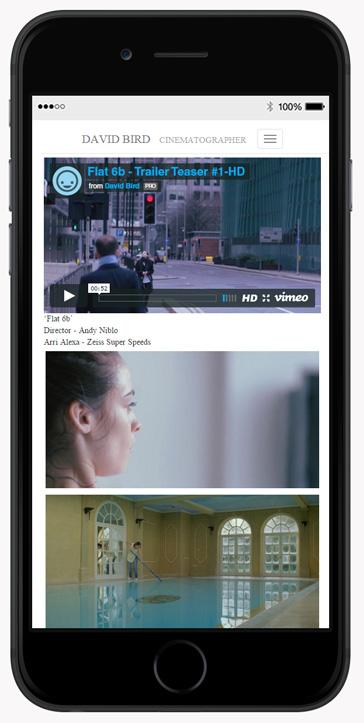 100%
DAVID BIRD CINEMATOGRAPHER
Flat 6b - Trailer Teaser #1-HD
from David Bird PRO
00:52
HD vimeo
'Flat 6b'
Director - Andy Niblo
Arri Alexa - Zeiss Super Speeds